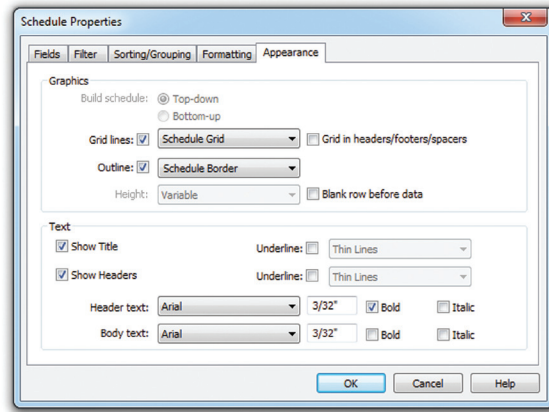 Schedule Properties
Fields Filter Sorting/Grouping Formatting Appearance
Graphics
Build schedule: Top-down
Bottom-up
Grid lines: Schedule Grid Grid in headers/footers/spacers
Outline: Schedule Border
Height: Variable Blank row before data
Text
Show Title Underline: Thin Lines
Show Headers Underline: Thin Lines
Header text: Arial 3/32" Bold Italic
Body text: Arial 3/32" Bold Italic
OK Cancel Help